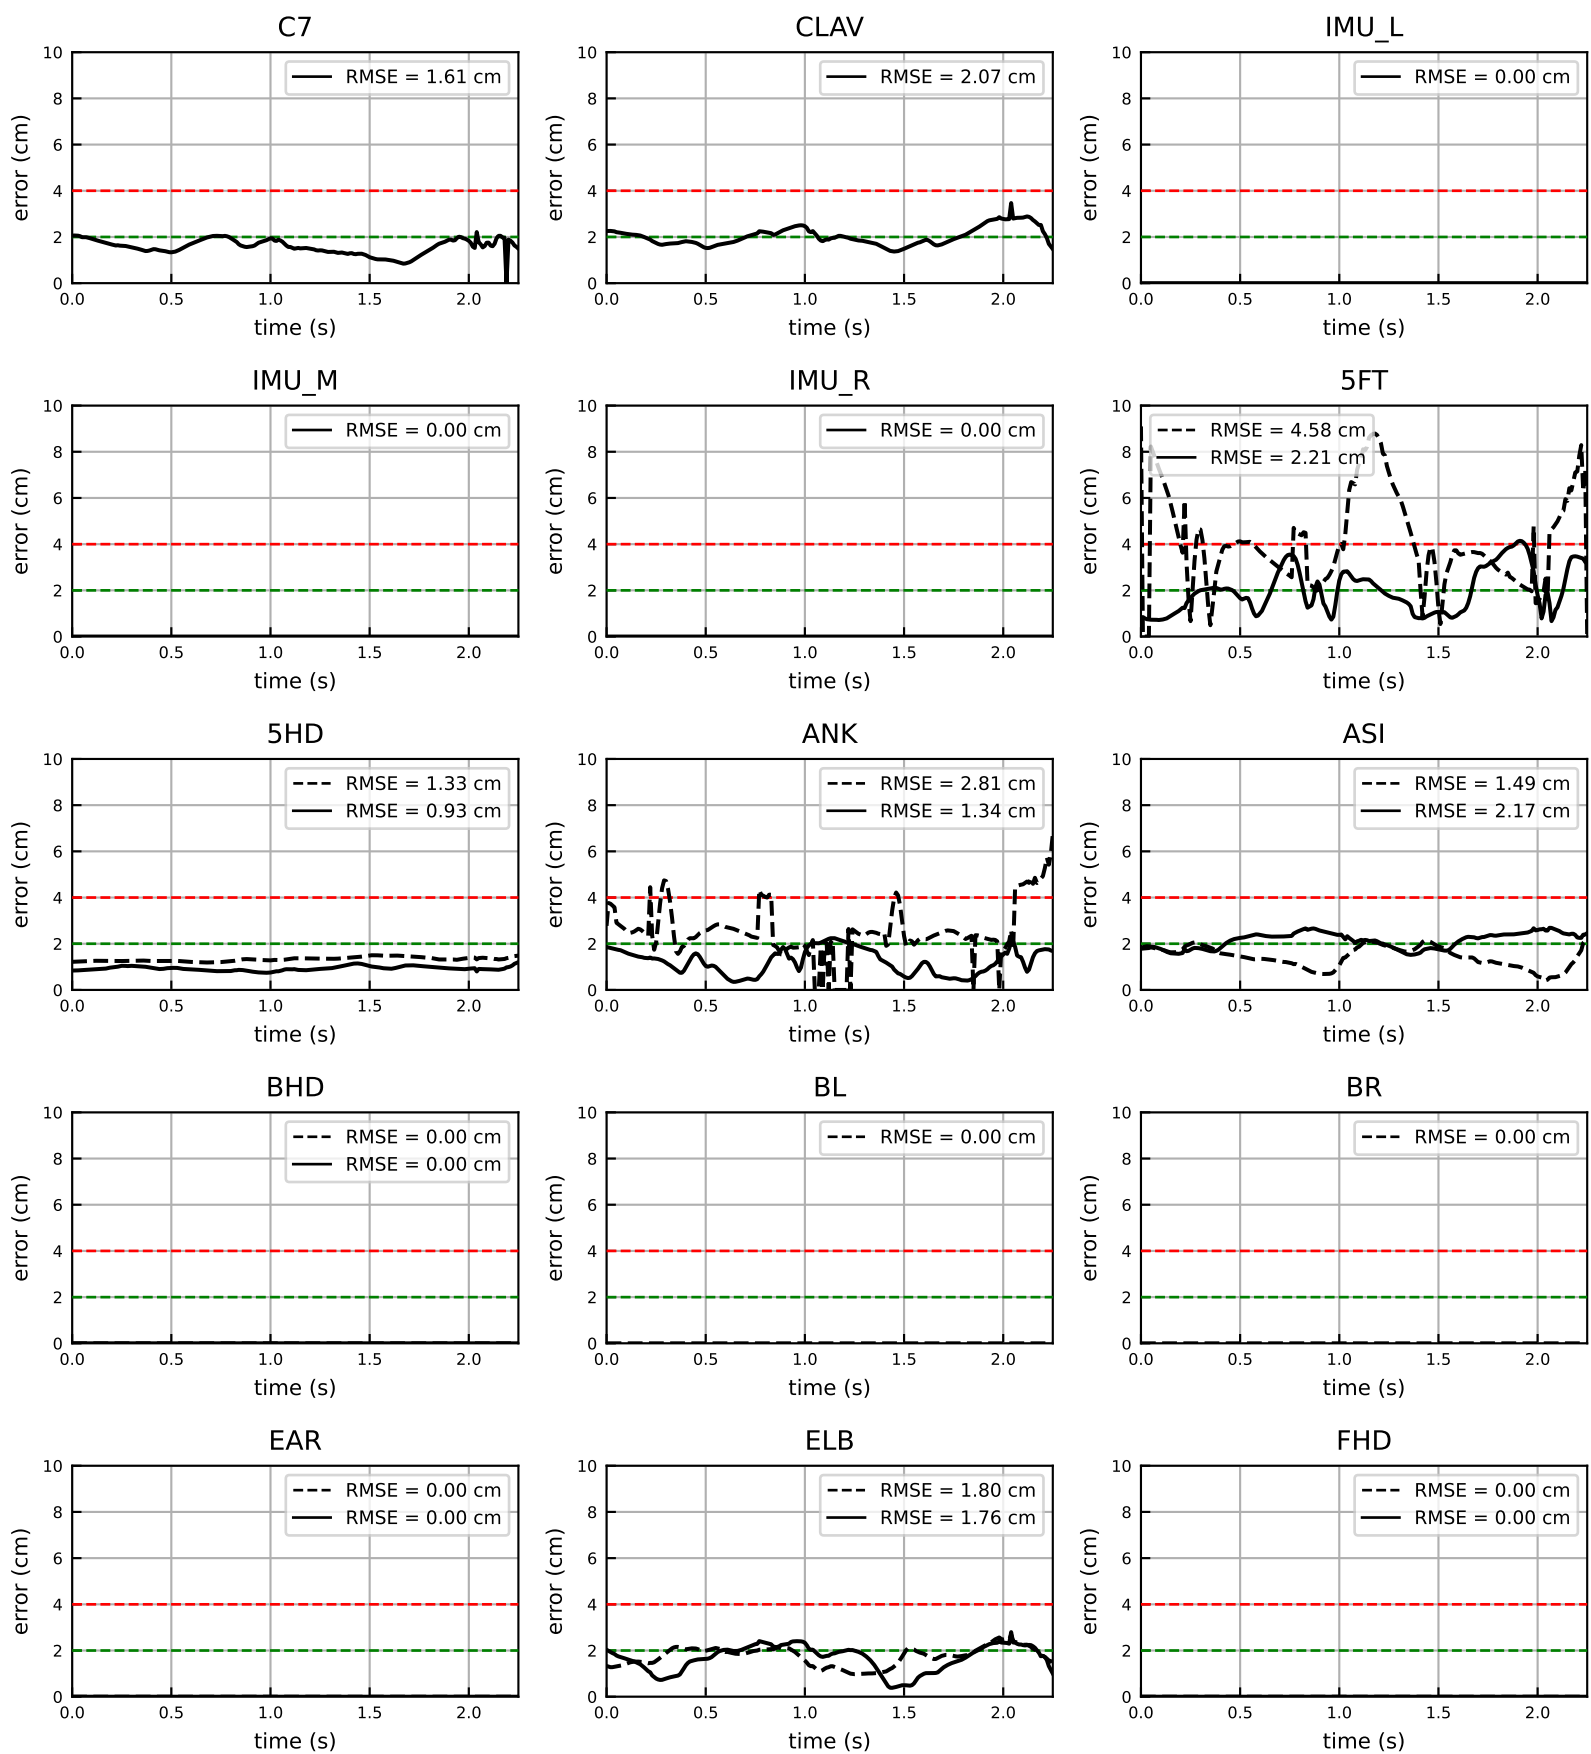 C7
CLAV
IMU_L
10
8
6
4
2
0
error (cm)
RMSE = 1.61 cm
0.0 0.5 1.0 1.5 2.0
time (s)
10
8
6
4
2
0
error (cm)
RMSE = 2.07 cm
0.0 0.5 1.0 1.5 2.0
time (s)
10
8
6
4
2
0
error (cm)
RMSE = 0.00 cm
0.0 0.5 1.0 1.5 2.0
time (s)
IMU_M
IMU_R
5FT
10
8
6
4
2
0
error (cm)
RMSE = 0.00 cm
0.0 0.5 1.0 1.5 2.0
time (s)
10
8
6
4
2
0
error (cm)
RMSE = 0.00 cm
0.0 0.5 1.0 1.5 2.0
time (s)
10
8
6
4
2
0
error (cm)
RMSE = 4.58 cm
RMSE = 2.21 cm
0.0 0.5 1.0 1.5 2.0
time (s)
5HD
ANK
ASI
10
8
6
4
2
0
error (cm)
RMSE = 1.33 cm
RMSE = 0.93 cm
0.0 0.5 1.0 1.5 2.0
time (s)
10
8
6
4
2
0
error (cm)
RMSE = 2.81 cm
RMSE = 1.34 cm
0.0 0.5 1.0 1.5 2.0
time (s)
10
8
6
4
2
0
error (cm)
RMSE = 1.49 cm
RMSE = 2.17 cm
0.0 0.5 1.0 1.5 2.0
time (s)
BHD
BL
BR
10
8
6
4
2
0
error (cm)
RMSE = 0.00 cm
RMSE = 0.00 cm
0.0 0.5 1.0 1.5 2.0
time (s)
10
8
6
4
2
0
error (cm)
RMSE = 0.00 cm
0.0 0.5 1.0 1.5 2.0
time (s)
10
8
6
4
2
0
error (cm)
RMSE = 0.00 cm
0.0 0.5 1.0 1.5 2.0
time (s)
EAR
ELB
FHD
10
8
6
4
2
0
error (cm)
RMSE = 0.00 cm
RMSE = 0.00 cm
0.0 0.5 1.0 1.5 2.0
time (s)
10
8
6
4
2
0
error (cm)
RMSE = 1.80 cm
RMSE = 1.76 cm
0.0 0.5 1.0 1.5 2.0
time (s)
10
8
6
4
2
0
error (cm)
RMSE = 0.00 cm
RMSE = 0.00 cm
0.0 0.5 1.0 1.5 2.0
time (s)